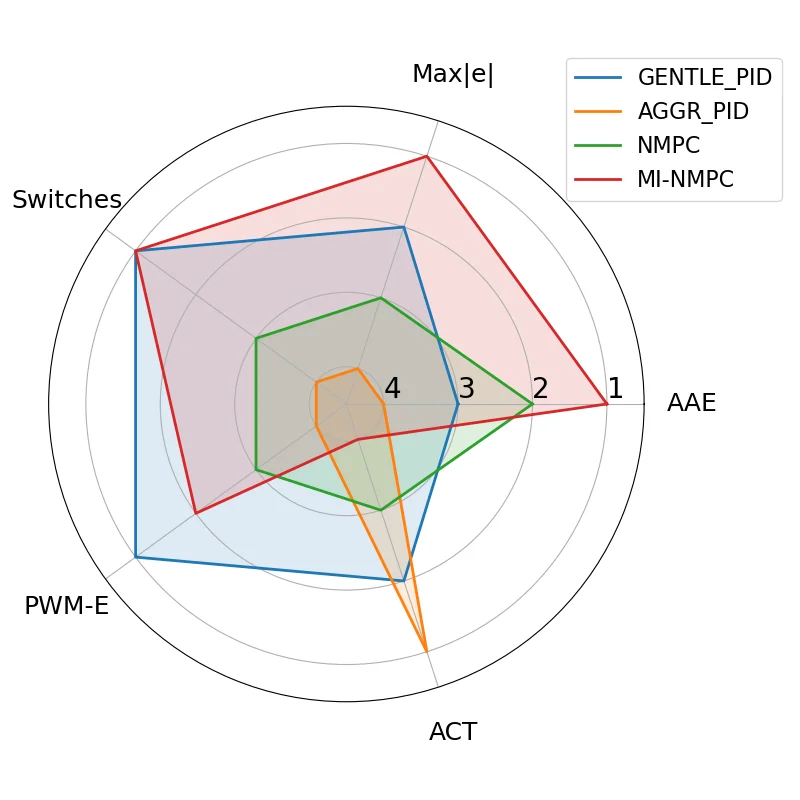 Max|e|
GENTLE_PID
AGGR_PID
NMPC
MI-NMPC
Switches
4
3
2
1
AAE
PWM-E
ACT